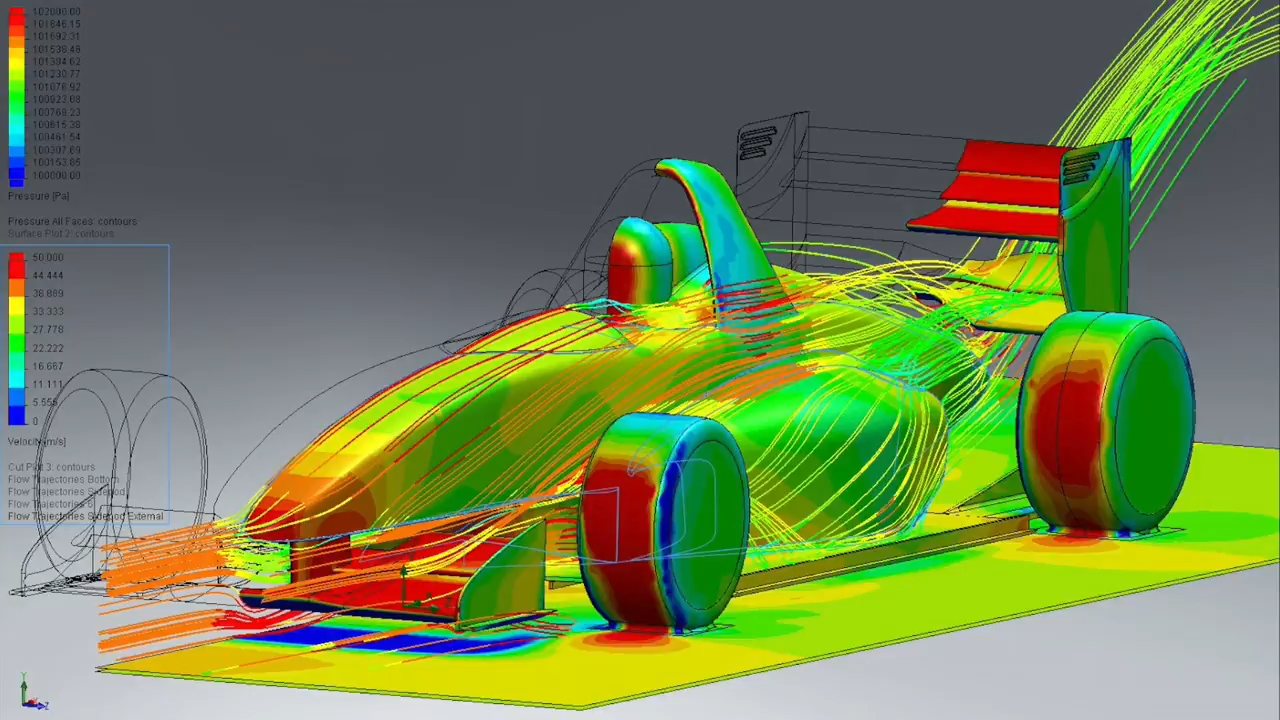 102000.00
101846.15
101692.31
101538.46
101384.62
101230.77
101076.92
100923.08
100769.23
100615.38
100461.54
100307.69
100153.85
100000.00
Pressure [Pa]
Pressure All Faces: contours
Surface Plot 2: contours
50.000
44.444
38.889
33.333
27.778
22.222
16.667
11.111
5.556
0
Velocity [m/s]
Cut Plot 3: contours
Flow Trajectories Bottom
Flow Trajectories Sidepod
Flow Trajectories 6
Flow Trajectories Sidepod External
Y
Z